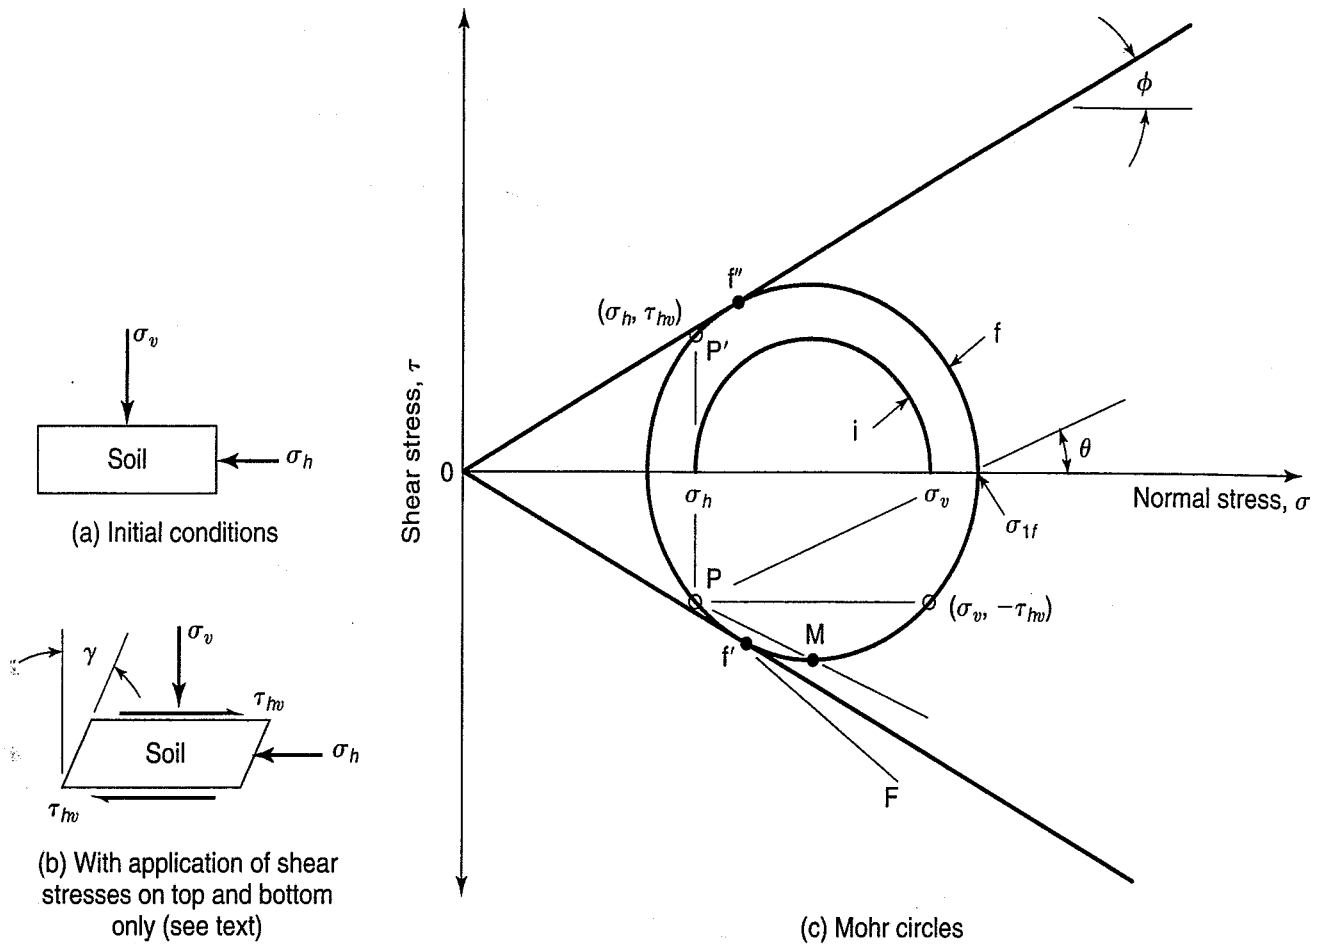 σv
Soil
σh
(a) Initial conditions
γ
σv
τhv
Soil
σh
τhv
(b) With application of shear
stresses on top and bottom
only (see text)
Shear stress, τ
0
ϕ
f″
(σh, τhv)
P′
f
i
θ
σh
σv
σ1f
Normal stress, σ
P
(σv, −τhv)
M
f′
F
(c) Mohr circles